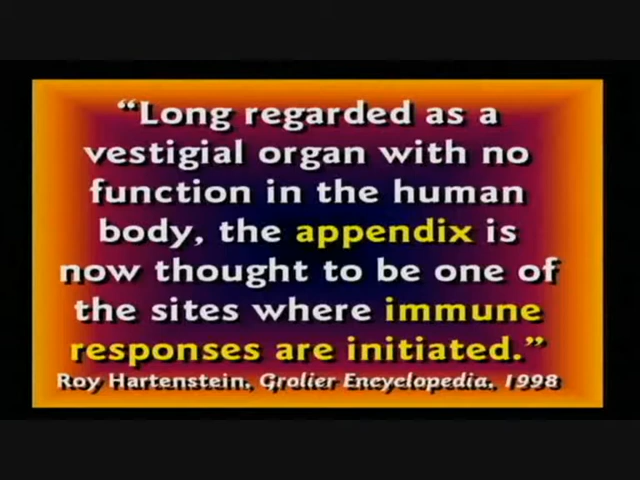 “Long regarded as a
vestigial organ with no
function in the human
body, the appendix is
now thought to be one of
the sites where immune
responses are initiated.”
Roy Hartenstein, Grolier Encyclopedia, 1998